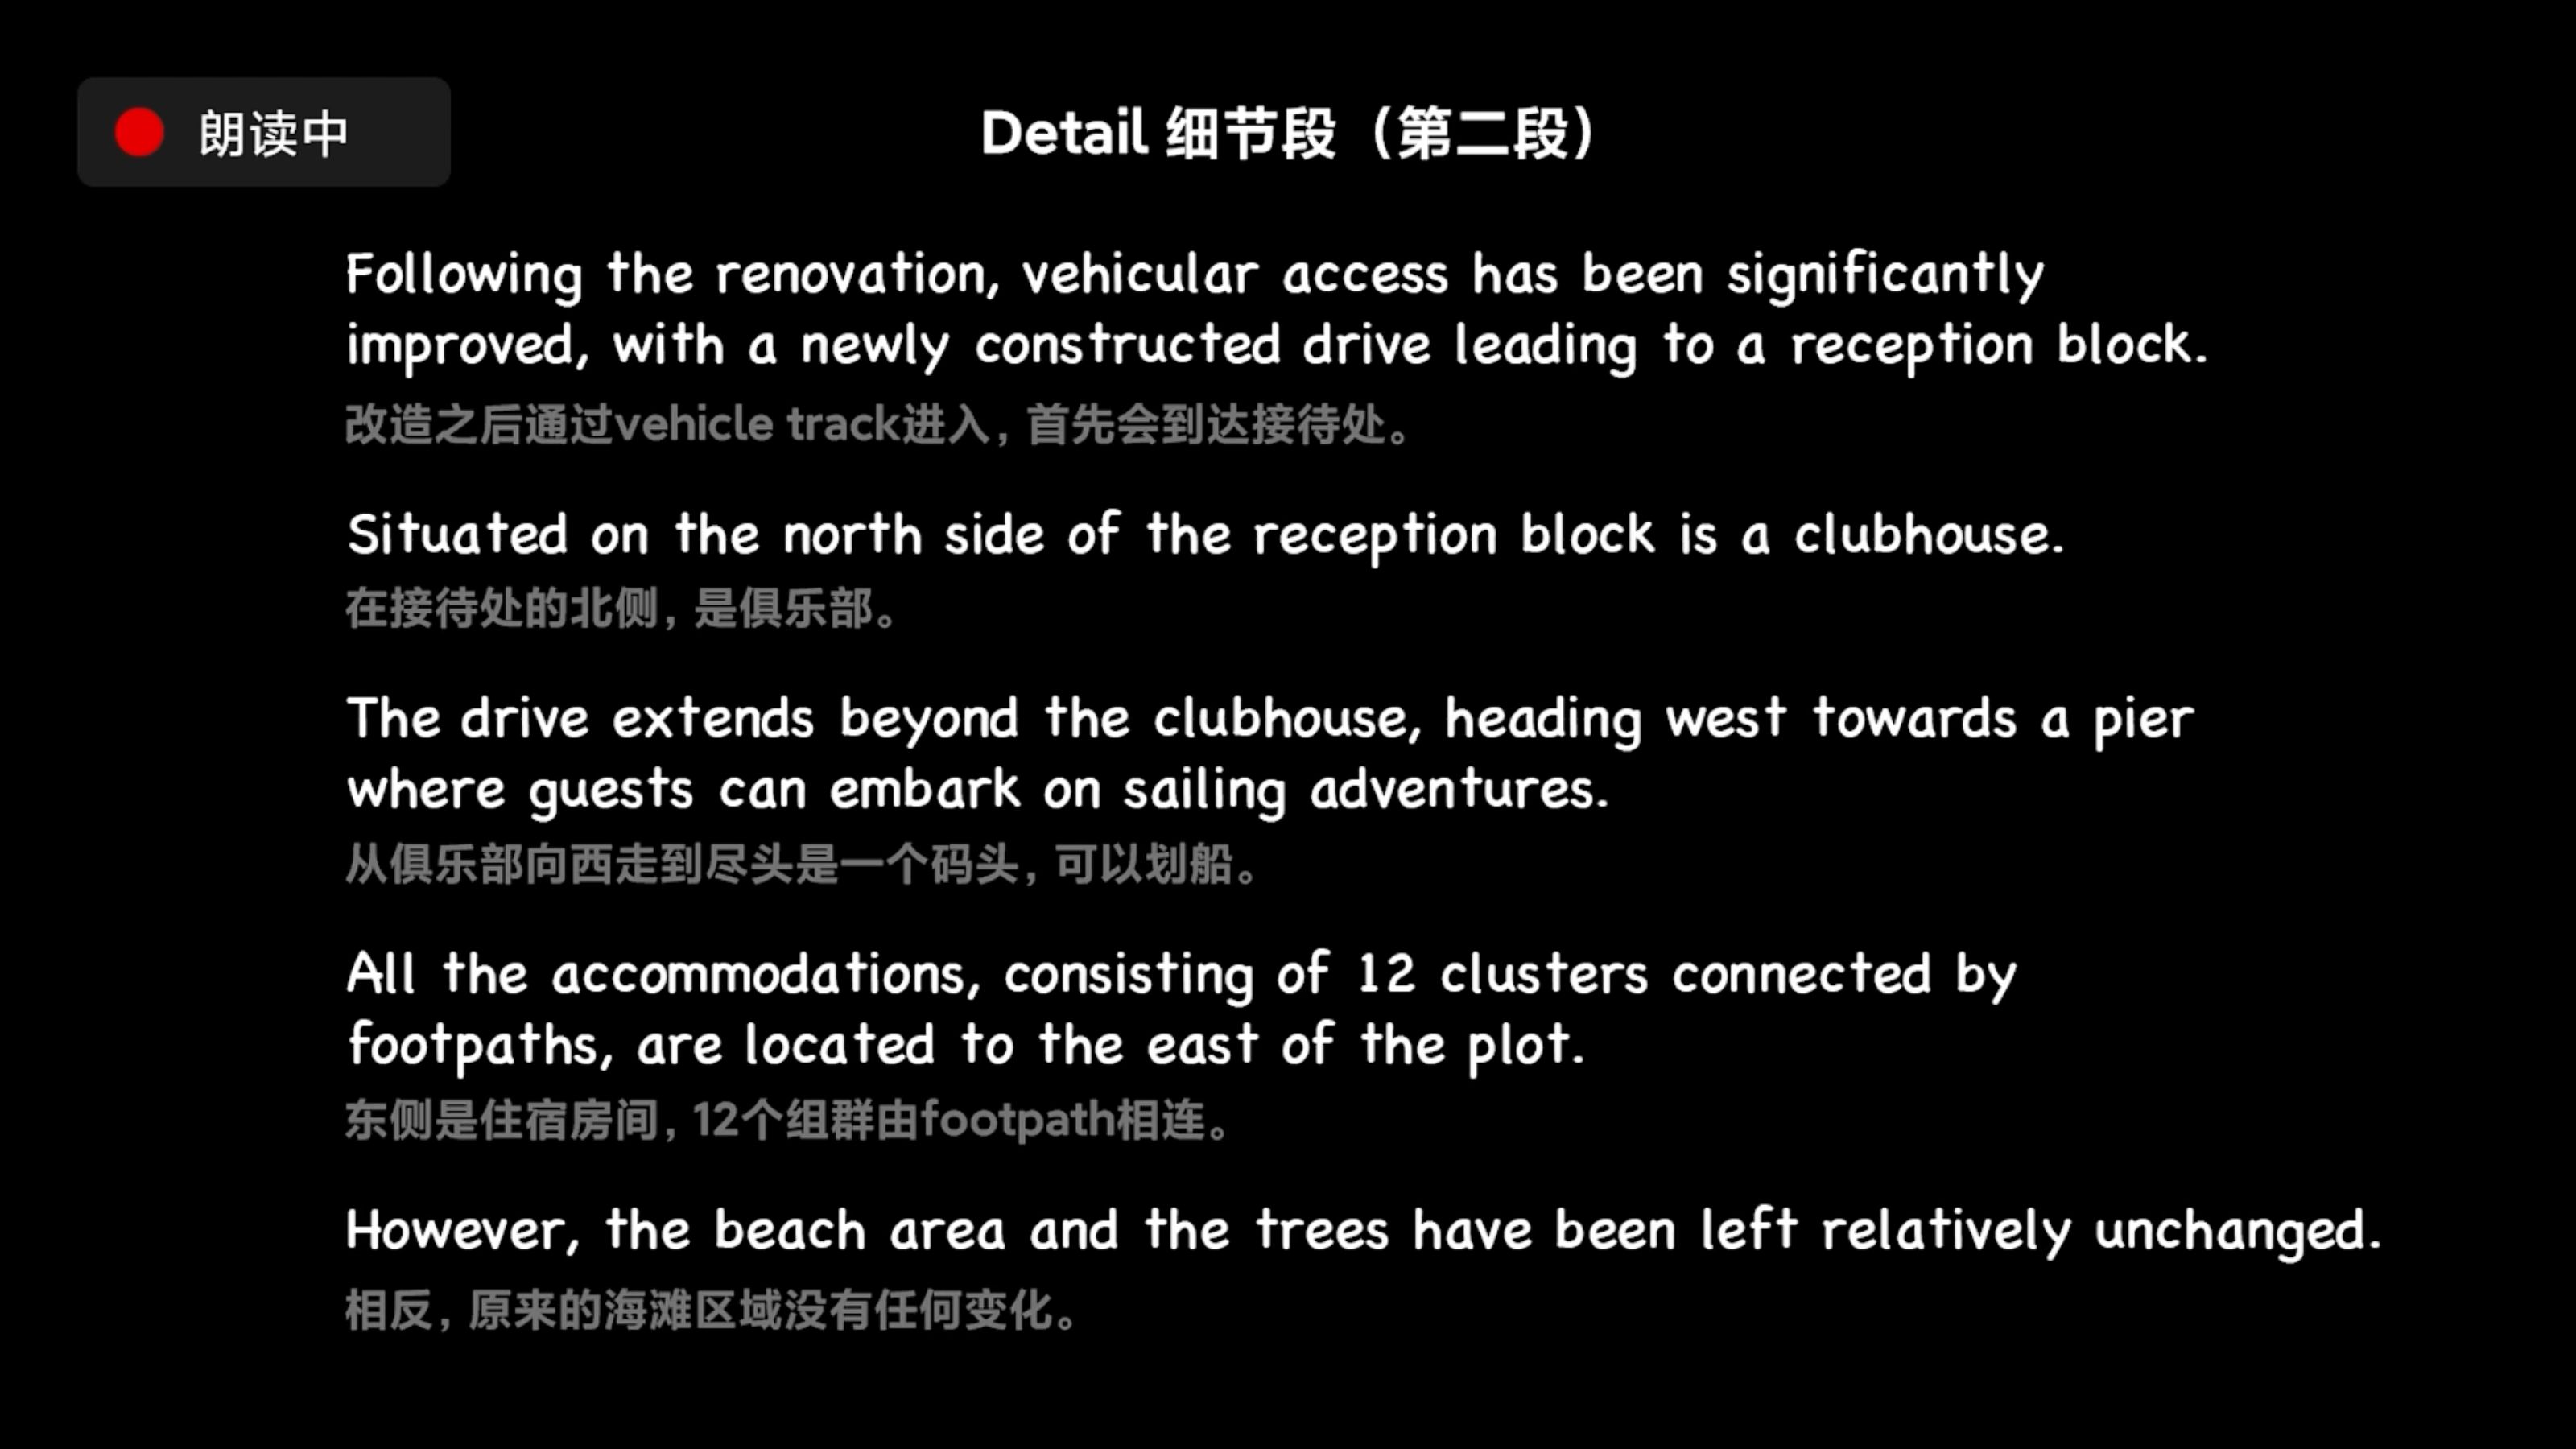 朗读中
Detail 细节段（第二段）
Following the renovation, vehicular access has been significantly
improved, with a newly constructed drive leading to a reception block.
改造之后通过vehicle track进入，首先会到达接待处。
Situated on the north side of the reception block is a clubhouse.
在接待处的北侧，是俱乐部。
The drive extends beyond the clubhouse, heading west towards a pier
where guests can embark on sailing adventures.
从俱乐部向西走到尽头是一个码头，可以划船。
All the accommodations, consisting of 12 clusters connected by
footpaths, are located to the east of the plot.
东侧是住宿房间，12个组群由footpath相连。
However, the beach area and the trees have been left relatively unchanged.
相反，原来的海滩区域没有任何变化。